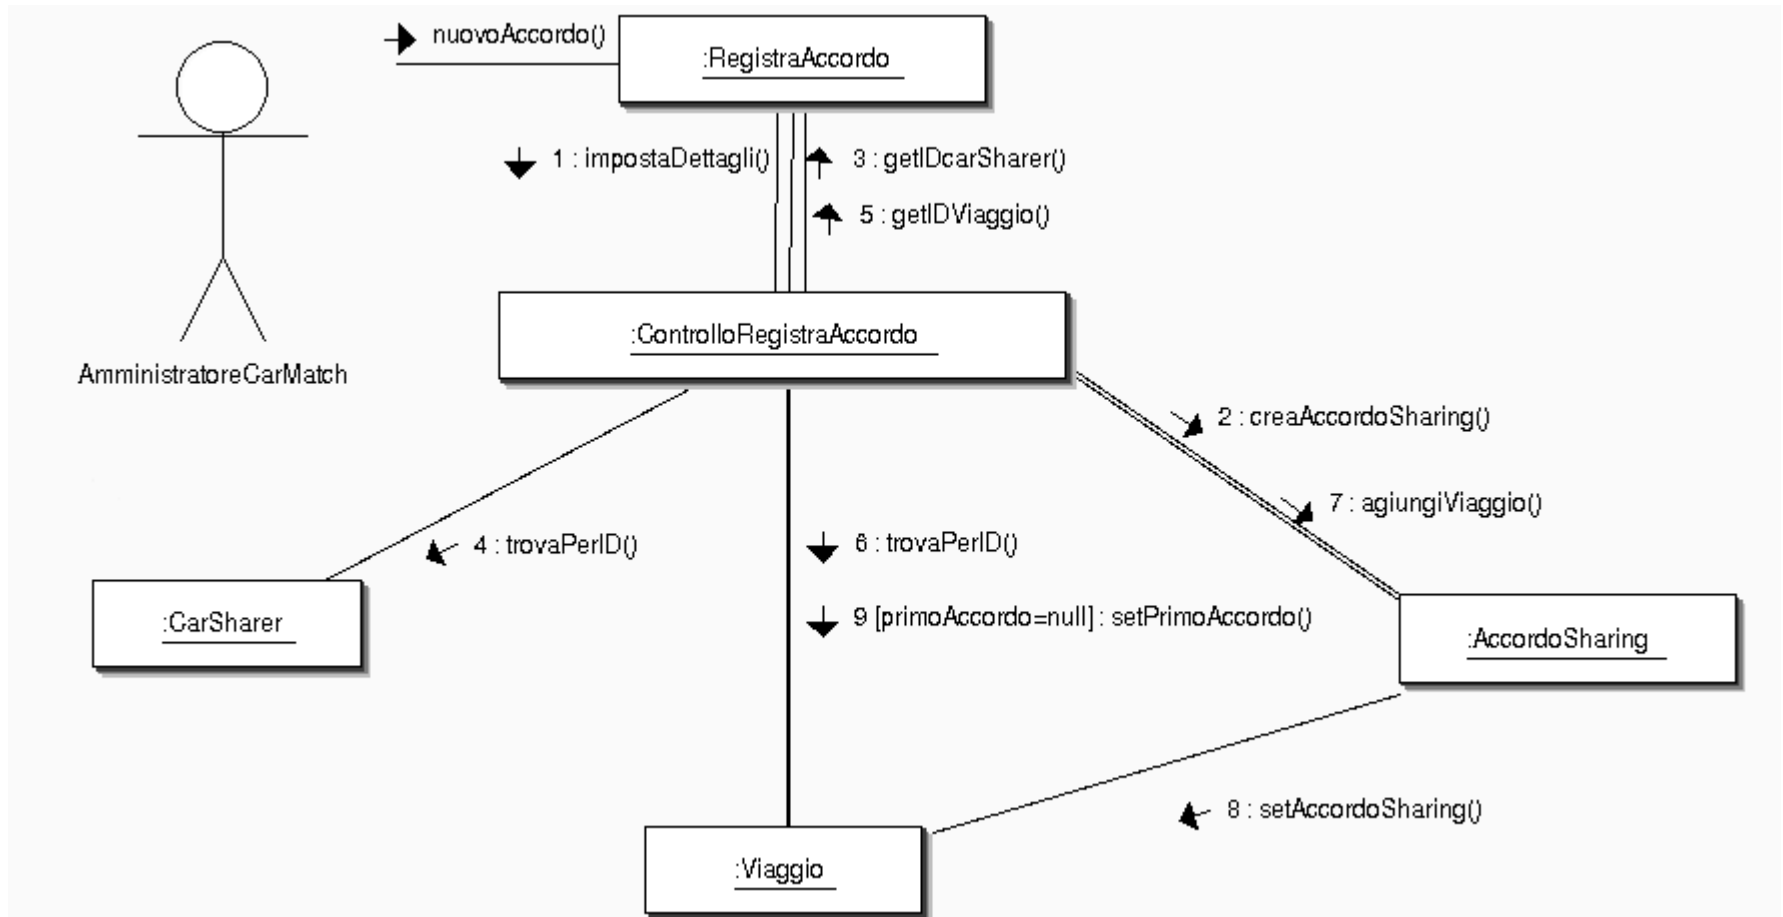 nuovoAccordo()
:RegistraAccordo
1 : impostaDettagli()
3 : getIDcarSharer()
5 : getIDViaggio()
:ControlloRegistraAccordo
AmministratoreCarMatch
2 : creaAccordoSharing()
7 : agiungiViaggio()
4 : trovaPerID()
6 : trovaPerID()
:CarSharer
9 [primoAccordo=null] : setPrimoAccordo()
:AccordoSharing
8 : setAccordoSharing()
:Viaggio